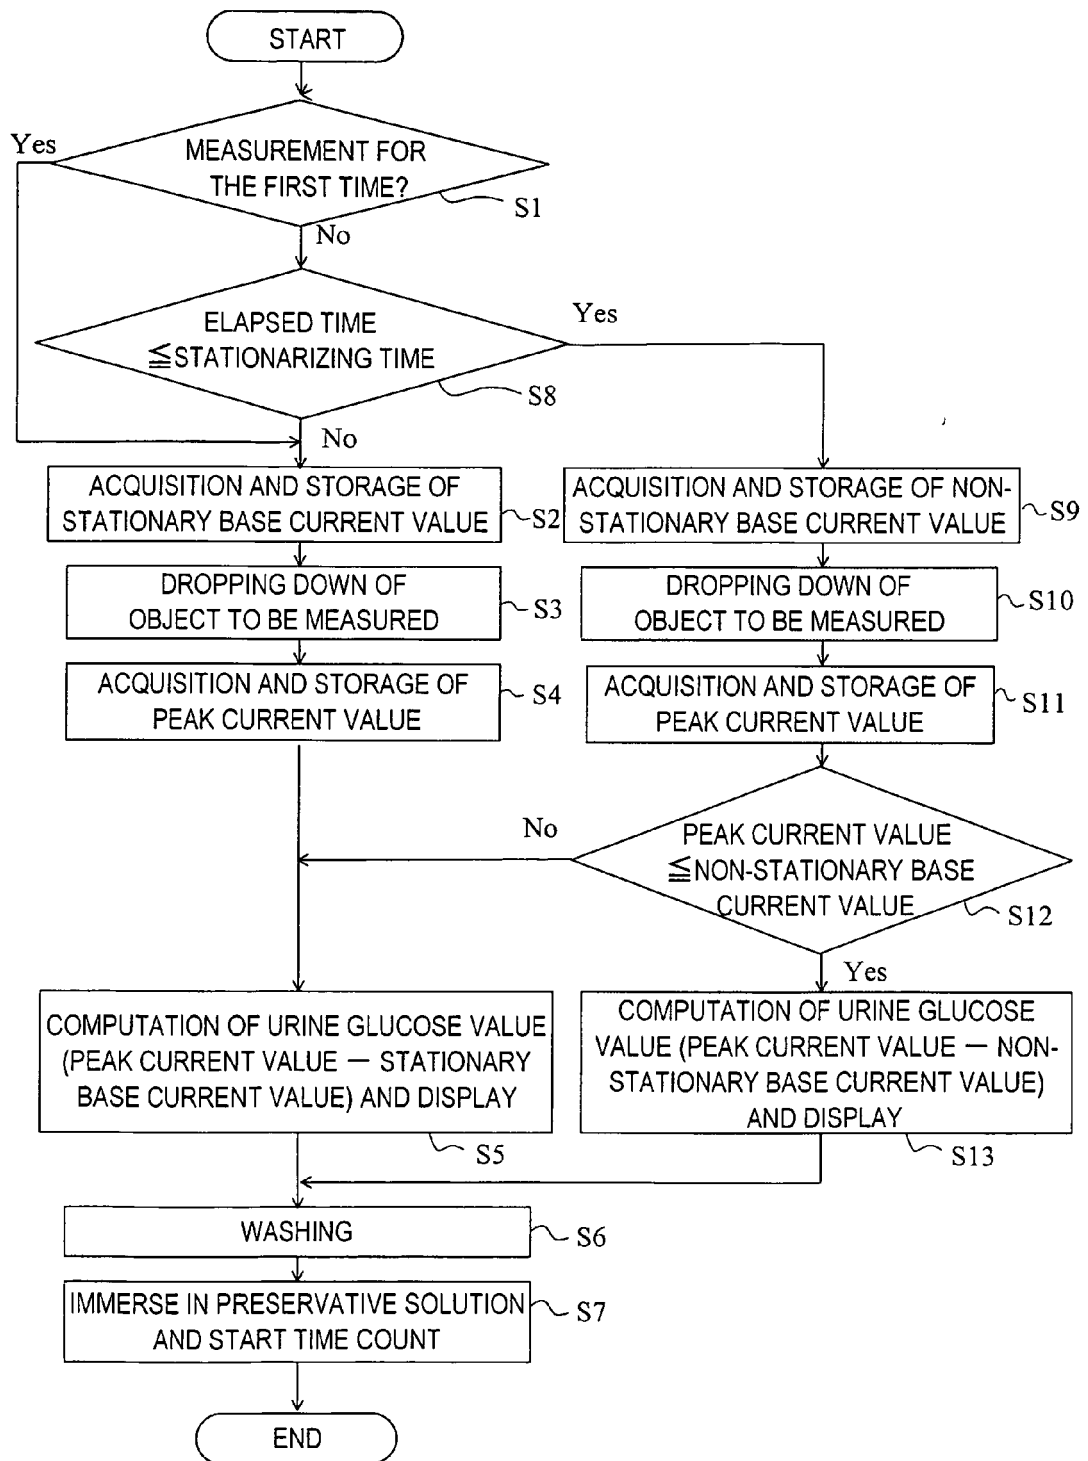 START
Yes
MEASUREMENT FOR
THE FIRST TIME?
S1
No
ELAPSED TIME
≦STATIONARIZING TIME
Yes
S8
No
ACQUISITION AND STORAGE OF
STATIONARY BASE CURRENT VALUE
S2
DROPPING DOWN OF
OBJECT TO BE MEASURED
S3
ACQUISITION AND STORAGE OF
PEAK CURRENT VALUE
S4
ACQUISITION AND STORAGE OF NON-
STATIONARY BASE CURRENT VALUE
S9
DROPPING DOWN OF
OBJECT TO BE MEASURED
S10
ACQUISITION AND STORAGE OF
PEAK CURRENT VALUE
S11
No
PEAK CURRENT VALUE
≦NON-STATIONARY BASE
CURRENT VALUE
S12
Yes
COMPUTATION OF URINE GLUCOSE VALUE
(PEAK CURRENT VALUE — STATIONARY
BASE CURRENT VALUE) AND DISPLAY
S5
COMPUTATION OF URINE GLUCOSE
VALUE (PEAK CURRENT VALUE — NON-
STATIONARY BASE CURRENT VALUE)
AND DISPLAY
S13
WASHING
S6
IMMERSE IN PRESERVATIVE SOLUTION
AND START TIME COUNT
S7
END